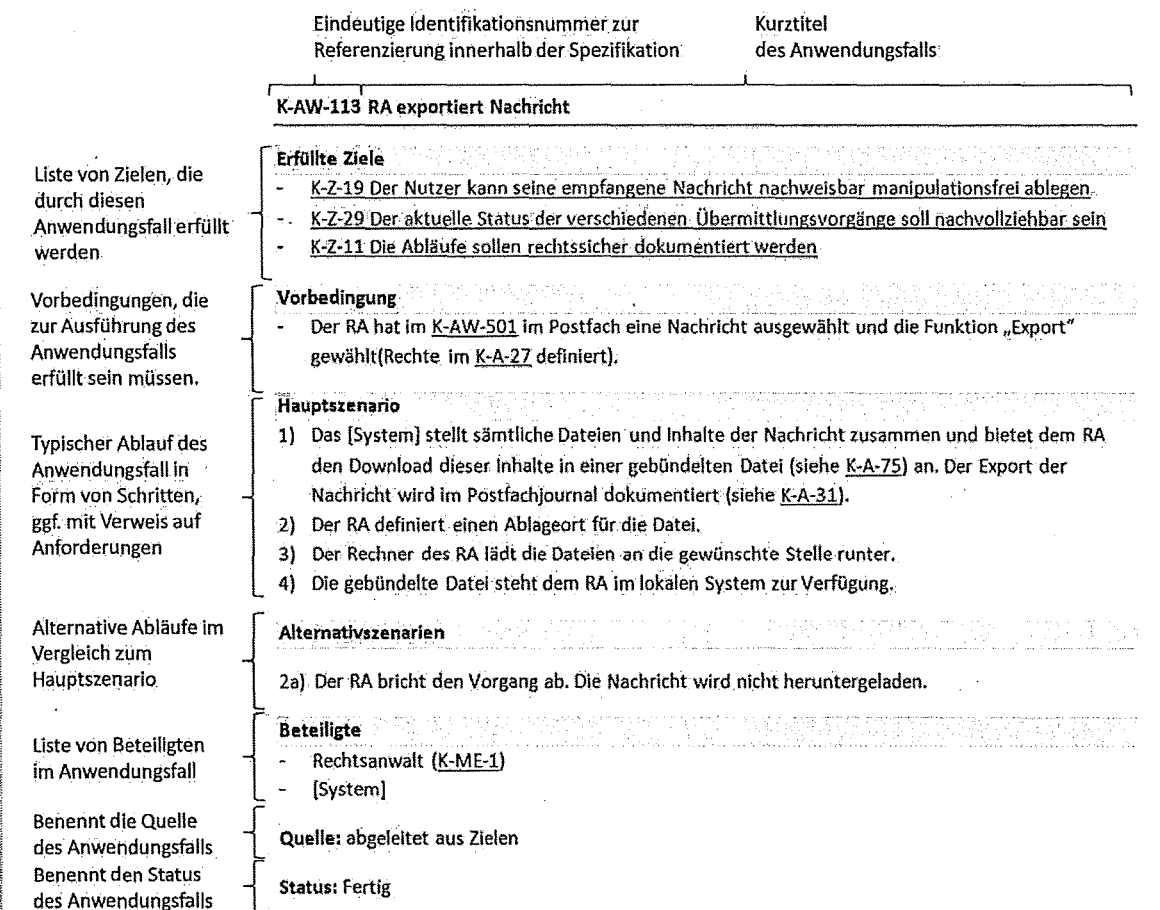 Eindeutige Identifikationsnummer zur
Referenzierung innerhalb der Spezifikation
Kurztitel
des Anwendungsfalls
K-AW-113 RA exportiert Nachricht
Liste von Zielen, die
durch diesen
Anwendungsfall erfüllt
werden
Erfüllte Ziele
- K-Z-19 Der Nutzer kann seine empfangene Nachricht nachweisbar manipulationsfrei ablegen
- K-Z-29 Der aktuelle Status der verschiedenen Übermittlungsvorgänge soll nachvollziehbar sein
- K-Z-11 Die Abläufe sollen rechtssicher dokumentiert werden
Vorbedingungen, die
zur Ausführung des
Anwendungsfalls
erfüllt sein müssen.
Vorbedingung
- Der RA hat im K-AW-501 im Postfach eine Nachricht ausgewählt und die Funktion „Export"
gewählt(Rechte im K-A-27 definiert).
Typischer Ablauf des
Anwendungsfall in
Form von Schritten,
ggf. mit Verweis auf
Anforderungen
Hauptszenario
1) Das [System] stellt sämtliche Dateien und Inhalte der Nachricht zusammen und bietet dem RA
den Download dieser Inhalte in einer gebündelten Datei (siehe K-A-75) an. Der Export der
Nachricht wird im Postfachjournal dokumentiert (siehe K-A-31).
2) Der RA definiert einen Ablageort für die Datei.
3) Der Rechner des RA lädt die Dateien an die gewünschte Stelle runter.
4) Die gebündelte Datei steht dem RA im lokalen System zur Verfügung.
Alternative Abläufe im
Vergleich zum
Hauptszenario
Alternativszenarien
2a) Der RA bricht den Vorgang ab. Die Nachricht wird nicht heruntergeladen.
Liste von Beteiligten
im Anwendungsfall
Beteiligte
- Rechtsanwalt (K-ME-1)
- [System]
Benennt die Quelle
des Anwendungsfalls
Quelle: abgeleitet aus Zielen
Benennt den Status
des Anwendungsfalls
Status: Fertig